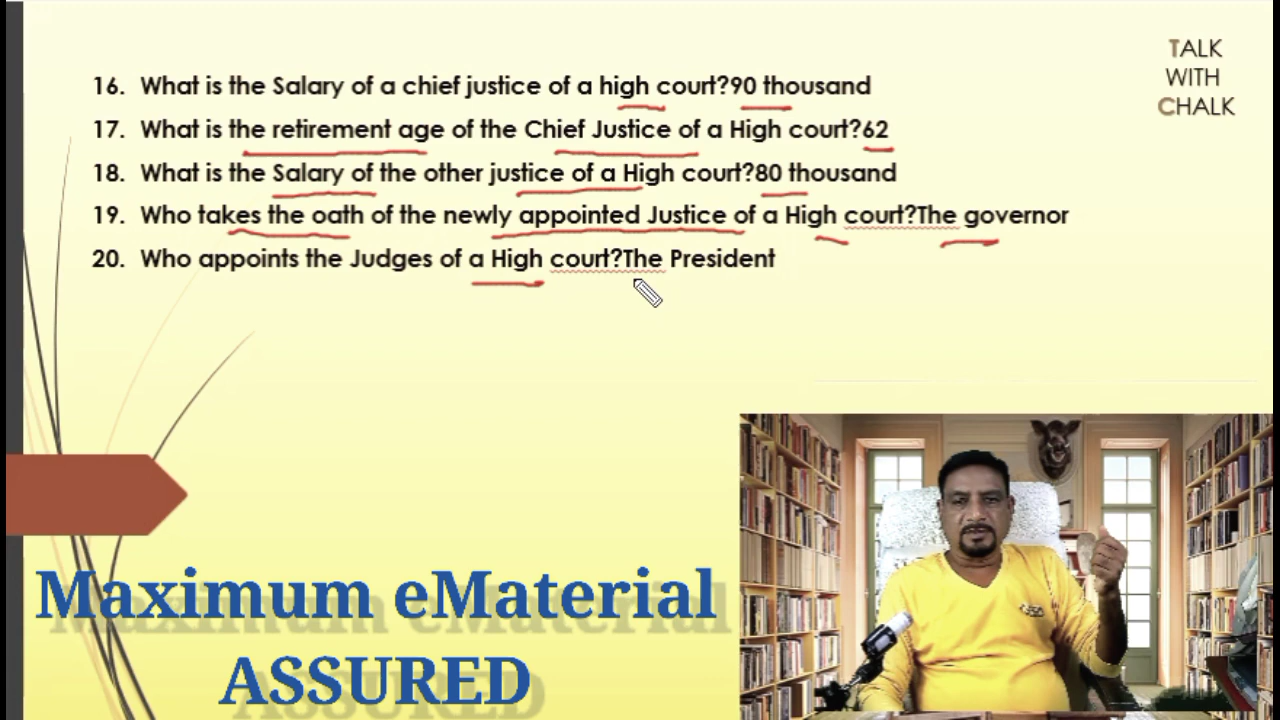 TALK
WITH
CHALK
16. What is the Salary of a chief justice of a high court?90 thousand
17. What is the retirement age of the Chief Justice of a High court?62
18. What is the Salary of the other justice of a High court?80 thousand
19. Who takes the oath of the newly appointed Justice of a High court?The governor
20. Who appoints the Judges of a High court?The President
Maximum eMaterial
ASSURED